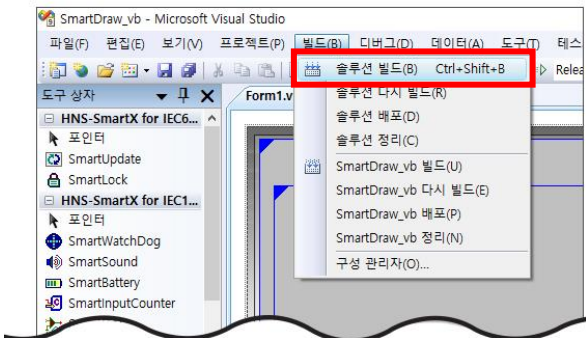 SmartDraw_vb - Microsoft Visual Studio
파일(F) 편집(E) 보기(V) 프로젝트(P) 빌드(B) 디버그(D) 데이터(A) 도구(T) 테스
솔루션 빌드(B) Ctrl+Shift+B
Relea
도구 상자
Form1.v
솔루션 다시 빌드(R)
HNS-SmartX for IEC6...
솔루션 배포(D)
포인터
솔루션 정리(C)
SmartUpdate
SmartDraw_vb 빌드(U)
SmartLock
SmartDraw_vb 다시 빌드(E)
HNS-SmartX for IEC1...
SmartDraw_vb 배포(P)
포인터
SmartDraw_vb 정리(N)
SmartWatchDog
구성 관리자(O)...
SmartSound
SmartBattery
SmartInputCounter